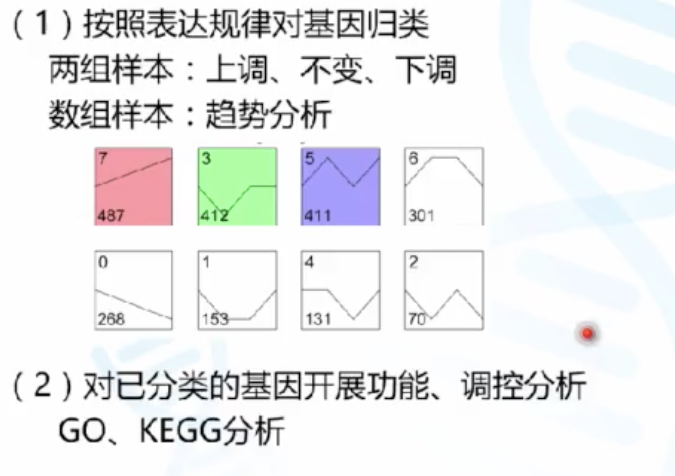 （1）按照表达规律对基因归类
两组样本：上调、不变、下调
数组样本：趋势分析
7 3 5 6
487 412 411 301
0 1 4 2
268 153 131 70
（2）对已分类的基因开展功能、调控分析
GO、KEGG分析